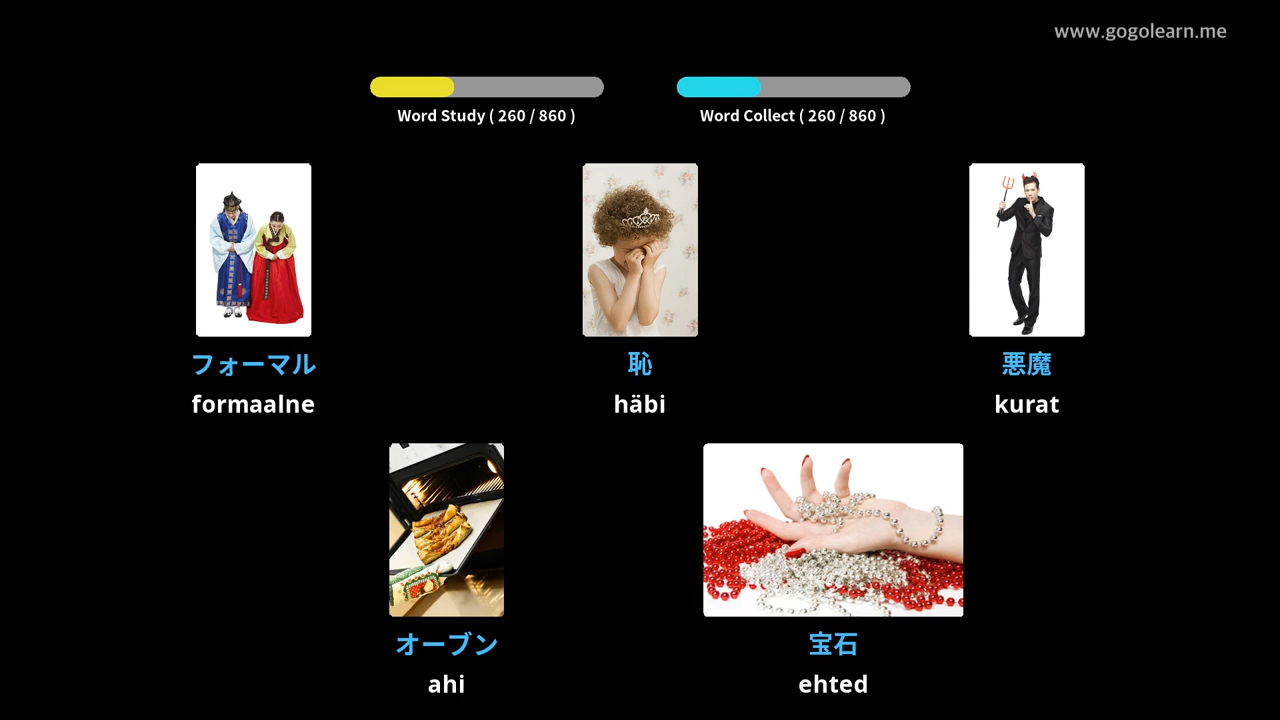 www.gogolearn.me
Word Study ( 260 / 860 )
Word Collect ( 260 / 860 )
フォーマル
formaalne
恥
häbi
悪魔
kurat
オーブン
ahi
宝石
ehted